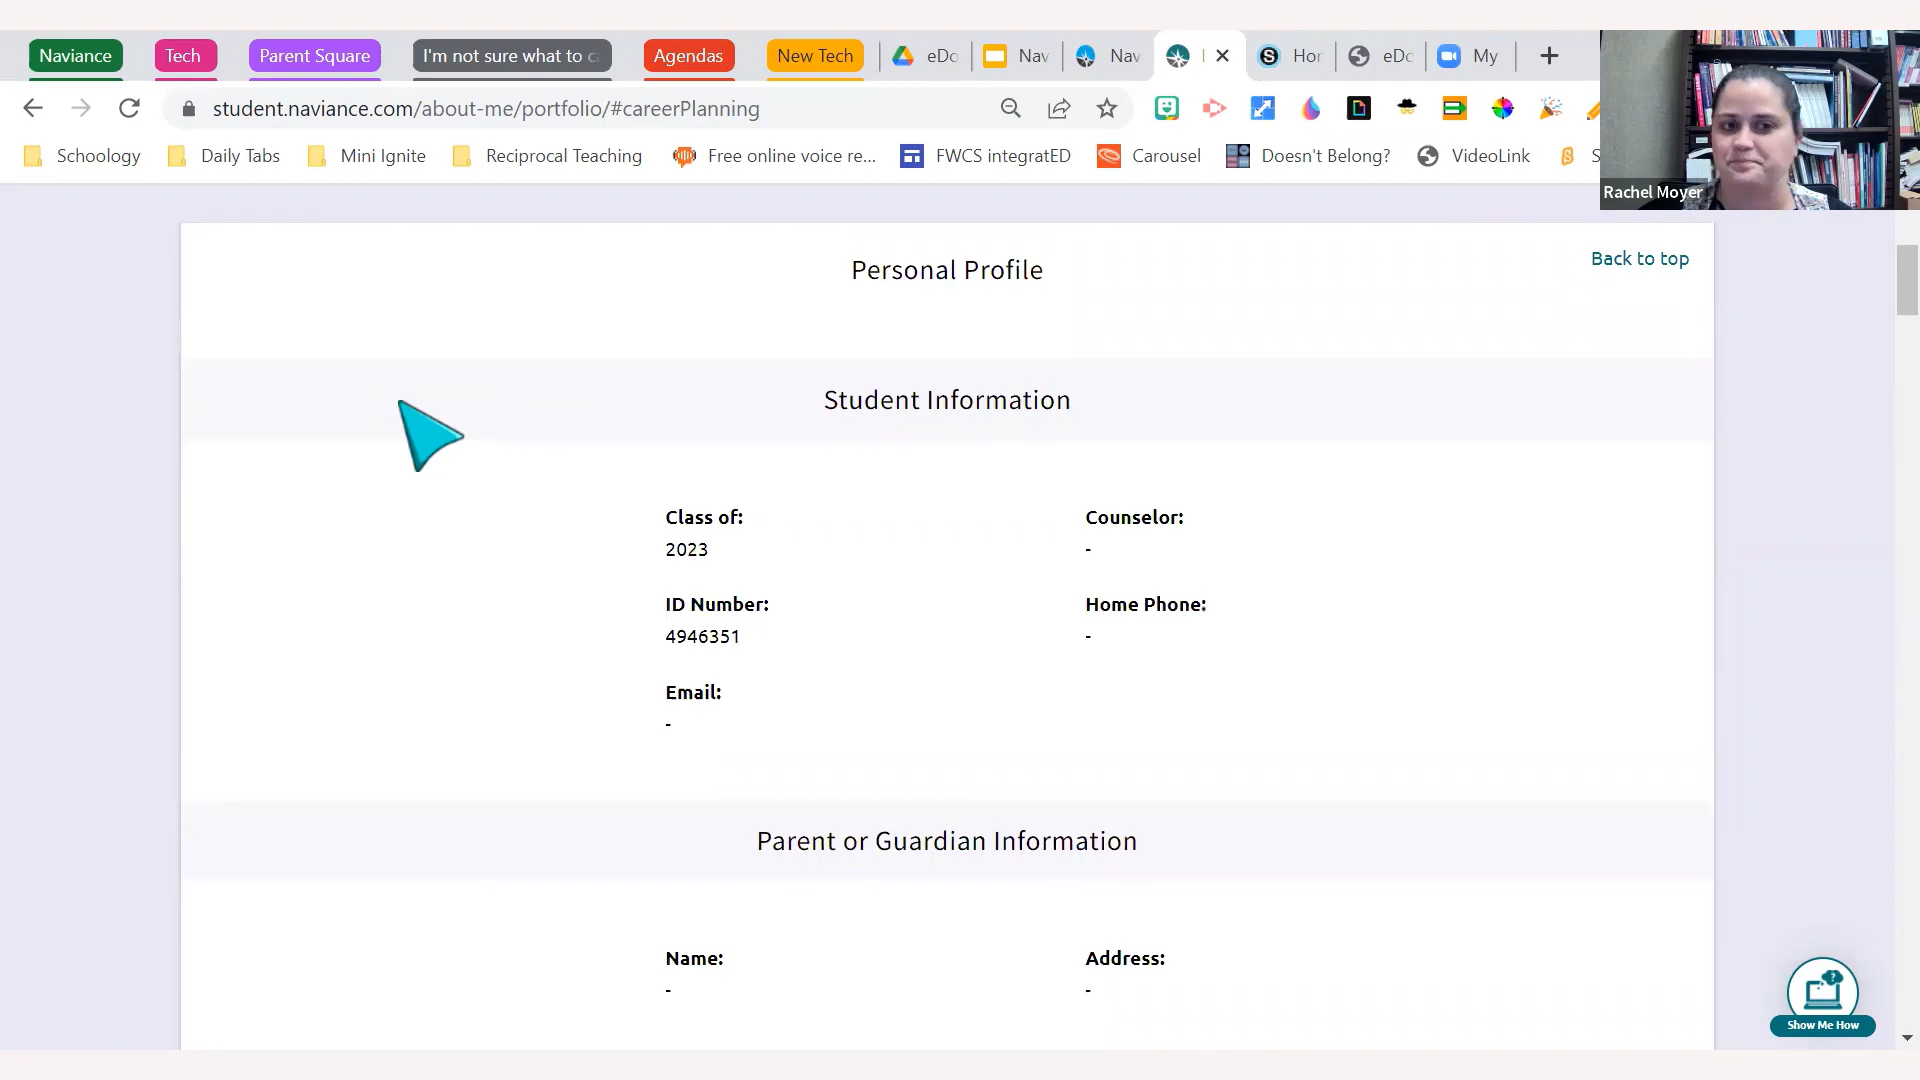 Naviance Tech Parent Square I'm not sure what to c Agendas New Tech eDo Nav Nav Hor eDc My
student.naviance.com/about-me/portfolio/#careerPlanning
Schoology Daily Tabs Mini Ignite Reciprocal Teaching Free online voice re... FWCS integratED Carousel Doesn't Belong? VideoLink S
Rachel Moyer
Back to top
Personal Profile
Student Information
Class of: Counselor:
2023 -
ID Number: Home Phone:
4946351 -
Email:
-
Parent or Guardian Information
Name: Address:
- -
Show Me How